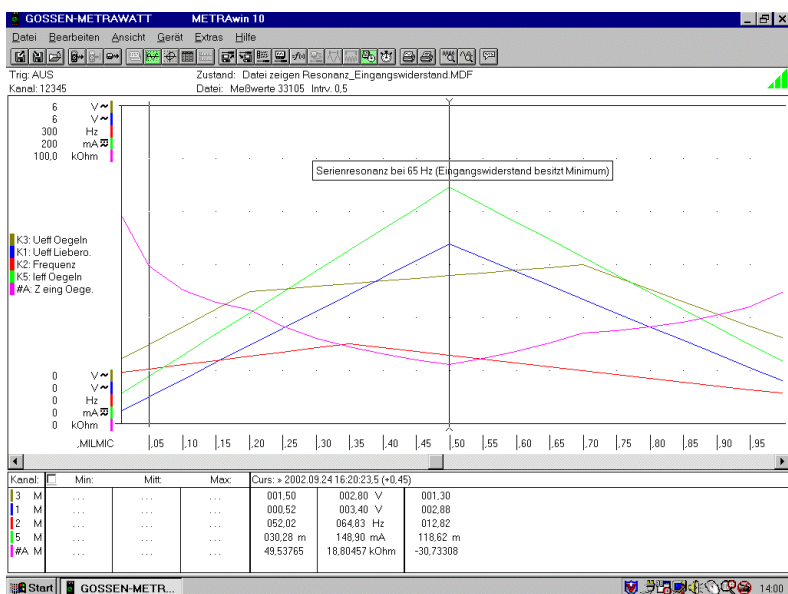 GOSSEN-METRAWATT METRAwin 10
Datei Bearbeiten Ansicht Gerät Extras Hilfe
Trig: AUS Zustand: Datei zeigen Resonanz_Eingangswiderstand.MDF
Kanal: 12345 Datei: Meßwerte 33105 Intrv. 0,5
6 V
6 V
300 Hz
200 mA
100,0 kOhm
Serienresonanz bei 65 Hz (Eingangswiderstand besitzt Minimum)
K3: Ueff Oegeln
K1: Ueff Liebero.
K2: Frequenz
K5: Ieff Oegeln
#A: Z eing Oege.
0 V
0 V
0 Hz
0 mA
0 kOhm
,MILMIC ,05 ,10 ,15 ,20 ,25 ,30 ,35 ,40 ,45 ,50 ,55 ,60 ,65 ,70 ,75 ,80 ,85 ,90 ,95
Kanal: Min: Mitt: Max: Curs: » 2002.09.24 16:20:23,5 (+0,45)
3 M ... ... ... 001,50 002,80 V 001,30
1 M ... ... ... 000,52 003,40 V 002,88
2 M ... ... ... 052,02 064,83 Hz 012,82
5 M ... ... ... 030,28 m 148,90 mA 118,62 m
#A M ... ... ... 49,53765 18,80457 kOhm -30,73308
Start GOSSEN-METR... 14:00